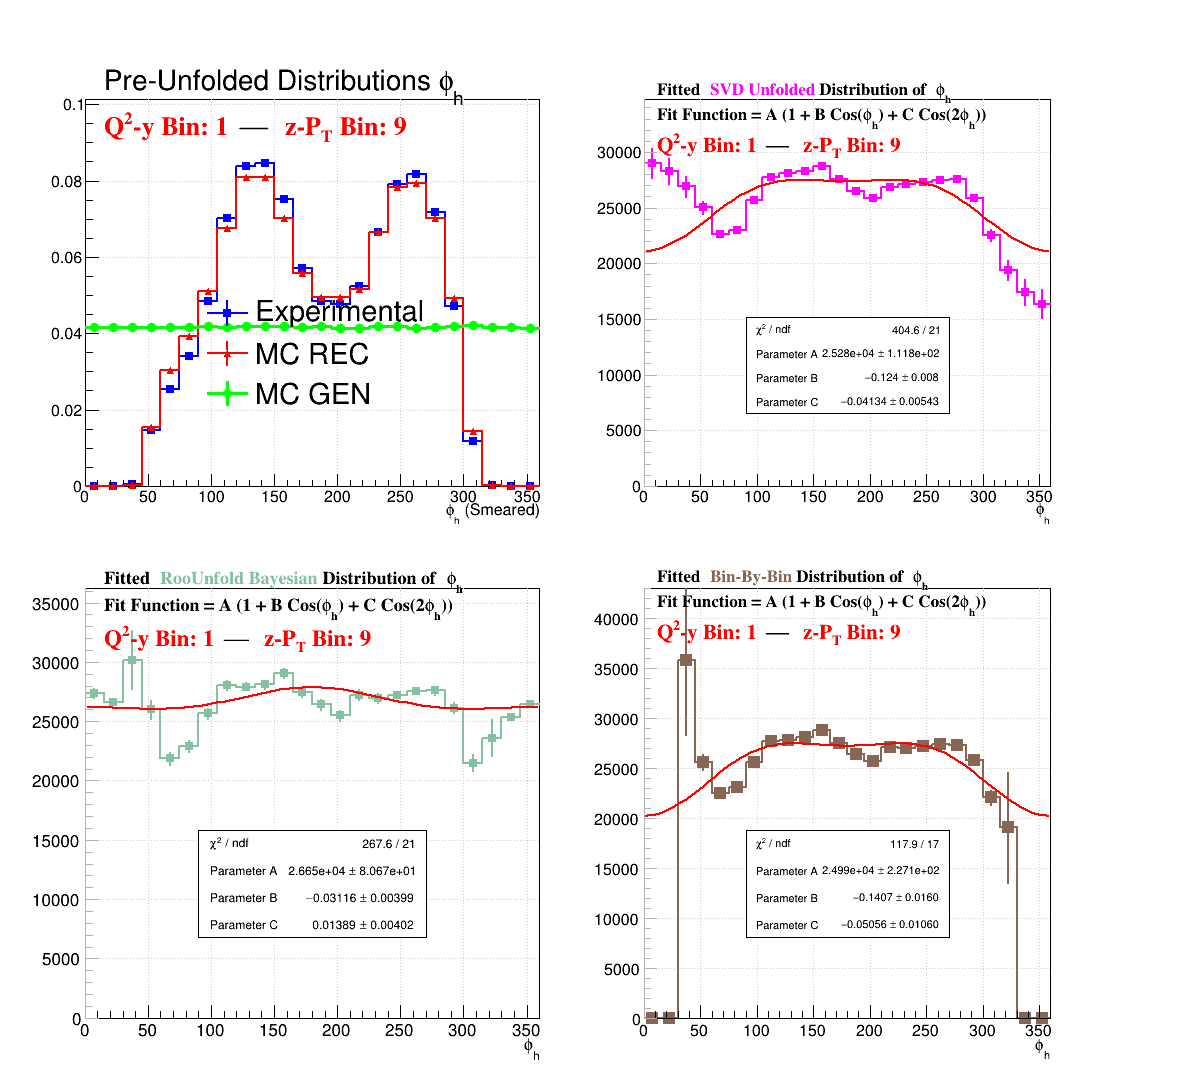 Pre-Unfolded Distributions ϕh
Q²-y Bin: 1 — z-PT Bin: 9
0.1
0.08
0.06
0.04
0.02
0
Experimental
MC REC
MC GEN
0 50 100 150 200 250 300 350
ϕh (Smeared)
Fitted SVD Unfolded Distribution of ϕh
Fit Function = A (1 + B Cos(ϕh) + C Cos(2ϕh))
Q²-y Bin: 1 — z-PT Bin: 9
30000
25000
20000
15000
10000
5000
0
χ² / ndf 404.6 / 21
Parameter A 2.528e+04 ± 1.118e+02
Parameter B −0.124 ± 0.008
Parameter C −0.04134 ± 0.00543
0 50 100 150 200 250 300 350
ϕh
Fitted RooUnfold Bayesian Distribution of ϕh
Fit Function = A (1 + B Cos(ϕh) + C Cos(2ϕh))
Q²-y Bin: 1 — z-PT Bin: 9
35000
30000
25000
20000
15000
10000
5000
0
χ² / ndf 267.6 / 21
Parameter A 2.665e+04 ± 8.067e+01
Parameter B −0.03116 ± 0.00399
Parameter C 0.01389 ± 0.00402
0 50 100 150 200 250 300 350
ϕh
Fitted Bin-By-Bin Distribution of ϕh
Fit Function = A (1 + B Cos(ϕh) + C Cos(2ϕh))
Q²-y Bin: 1 — z-PT Bin: 9
40000
35000
30000
25000
20000
15000
10000
5000
0
χ² / ndf 117.9 / 17
Parameter A 2.499e+04 ± 2.271e+02
Parameter B −0.1407 ± 0.0160
Parameter C −0.05056 ± 0.01060
0 50 100 150 200 250 300 350
ϕh